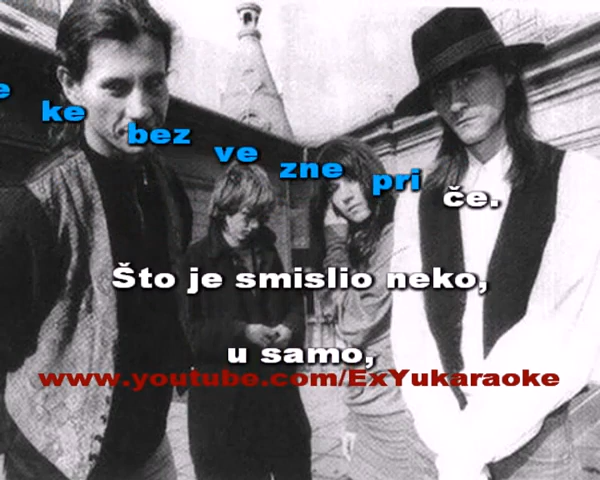 e ke bez ve zne pri če.
Što je smislio neko,
u samo,
www.youtube.com/ExYukaraoke